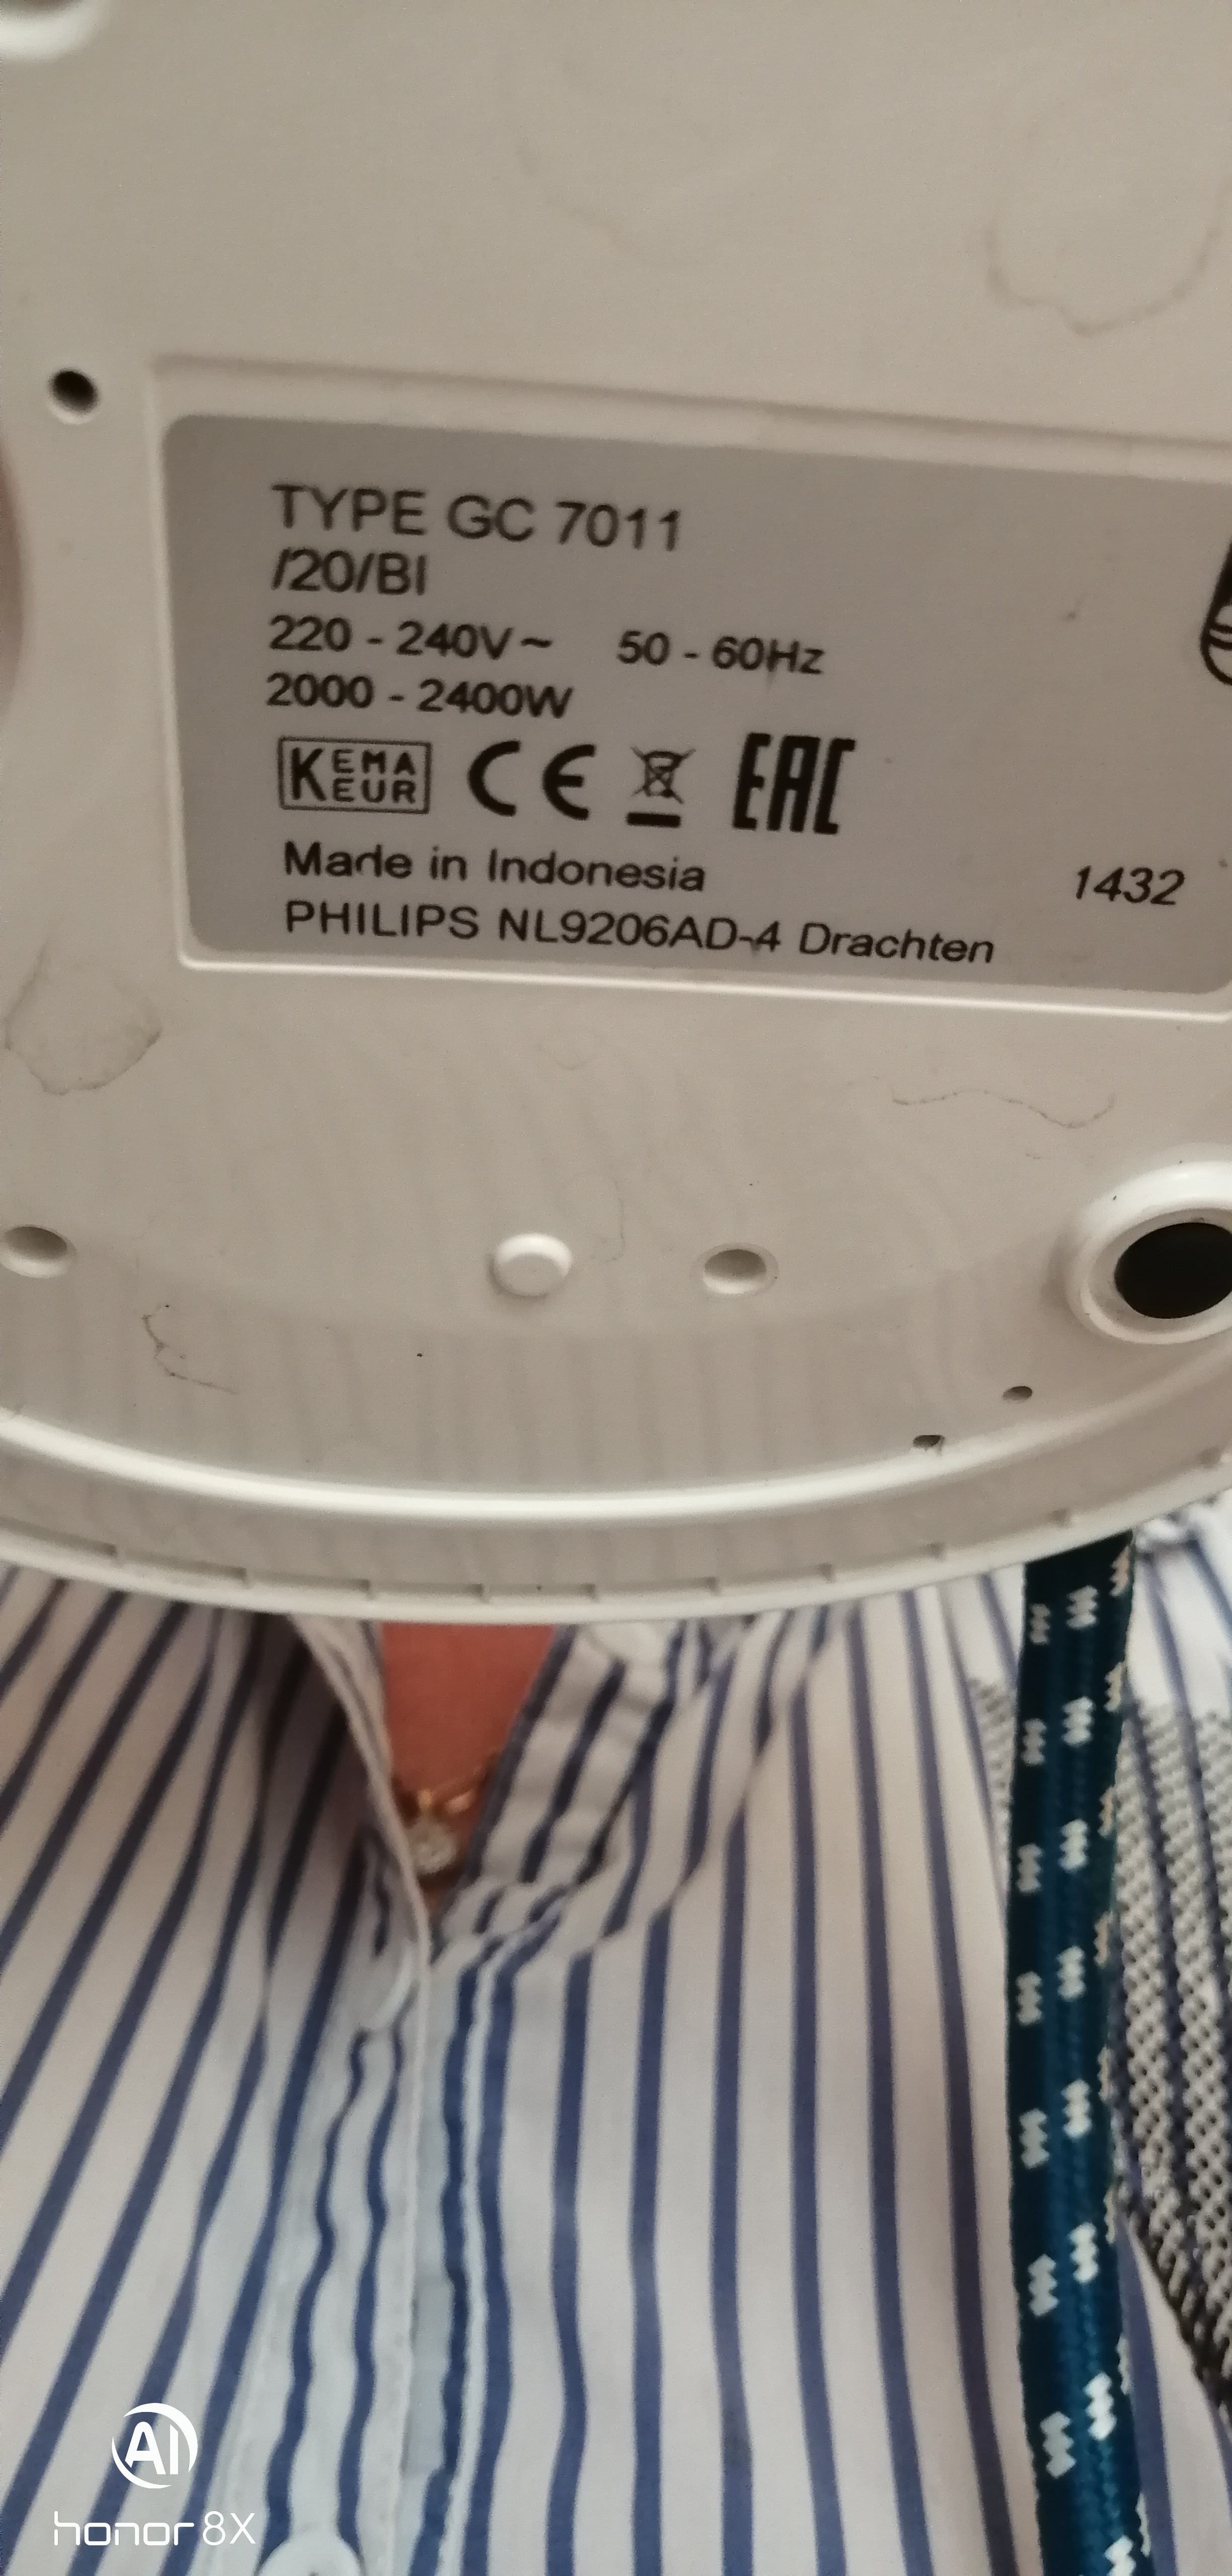 TYPE GC 7011
/20/BI
220 - 240V~ 50 - 60Hz
2000 - 2400W
KEMA
KEUR
CE
EAC
Made in Indonesia
1432
PHILIPS NL9206AD-4 Drachten
AI
honor 8X